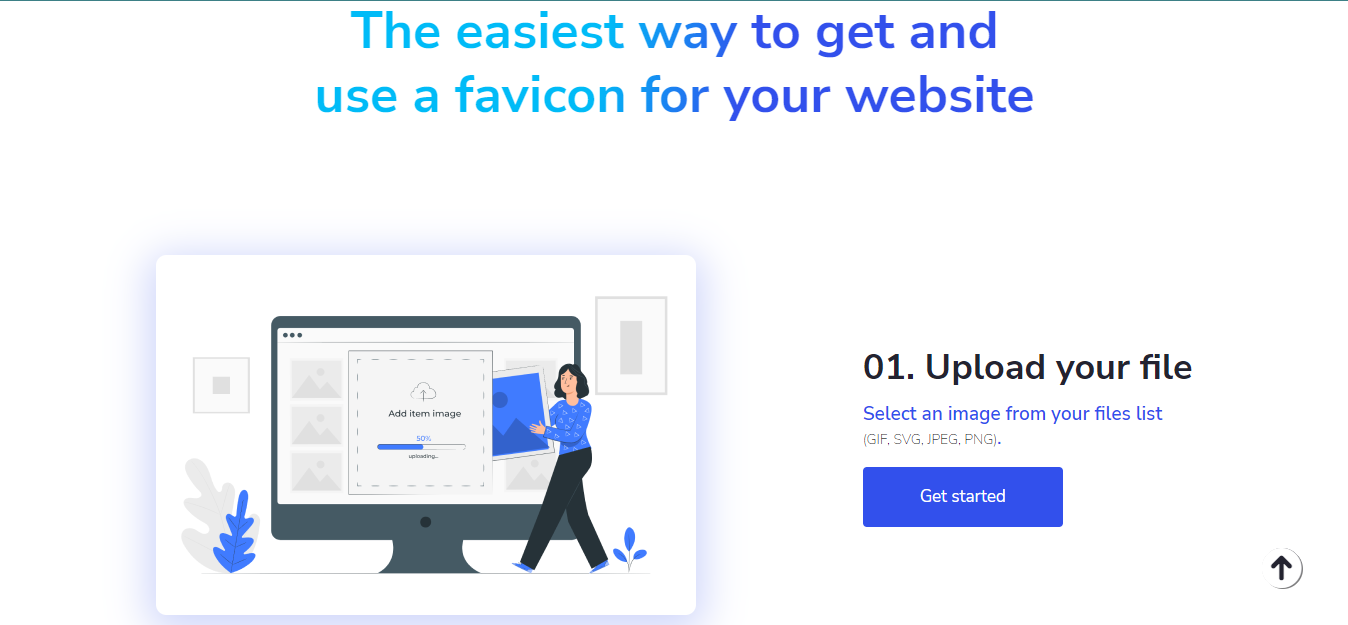 The easiest way to get and
use a favicon for your website
Add item image
50%
uploading...
01. Upload your file
Select an image from your files list
(GIF, SVG, JPEG, PNG).
Get started